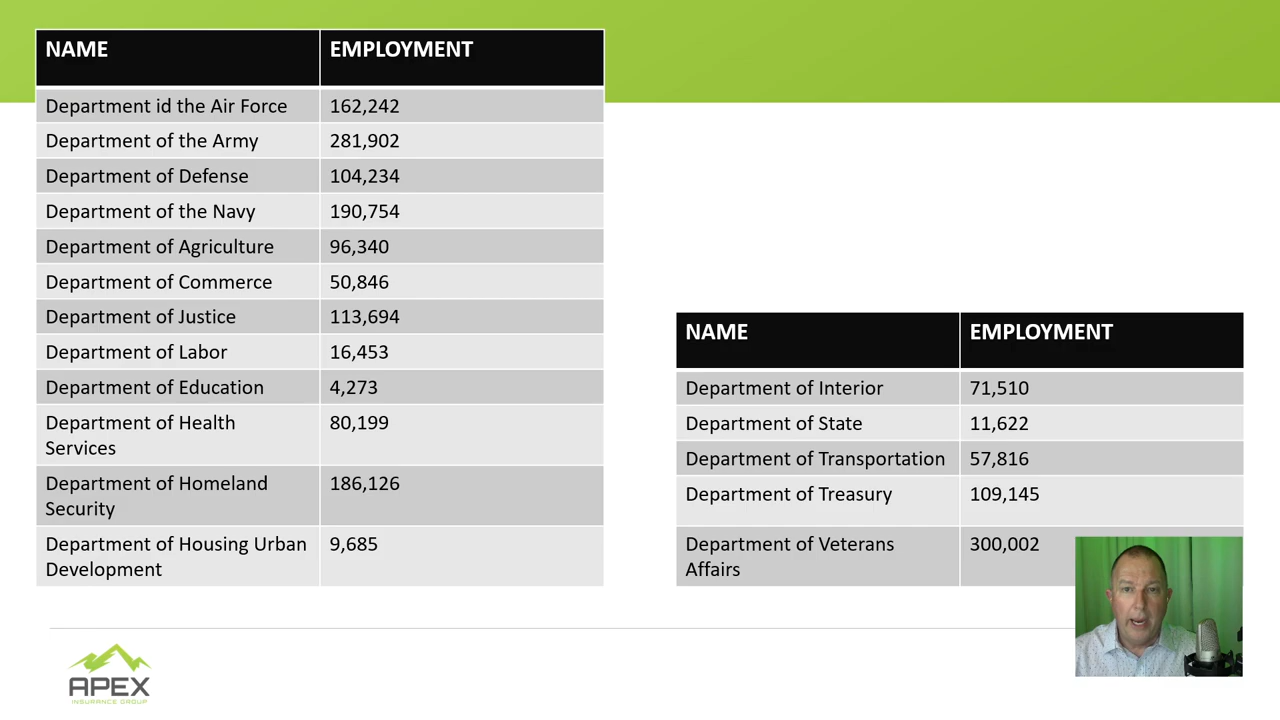 NAME EMPLOYMENT
Department id the Air Force 162,242
Department of the Army 281,902
Department of Defense 104,234
Department of the Navy 190,754
Department of Agriculture 96,340
Department of Commerce 50,846
Department of Justice 113,694
Department of Labor 16,453
Department of Education 4,273
Department of Health 80,199
Services
Department of Homeland 186,126
Security
Department of Housing Urban 9,685
Development
NAME EMPLOYMENT
Department of Interior 71,510
Department of State 11,622
Department of Transportation 57,816
Department of Treasury 109,145
Department of Veterans 300,002
Affairs
APEX
INSURANCE GROUP